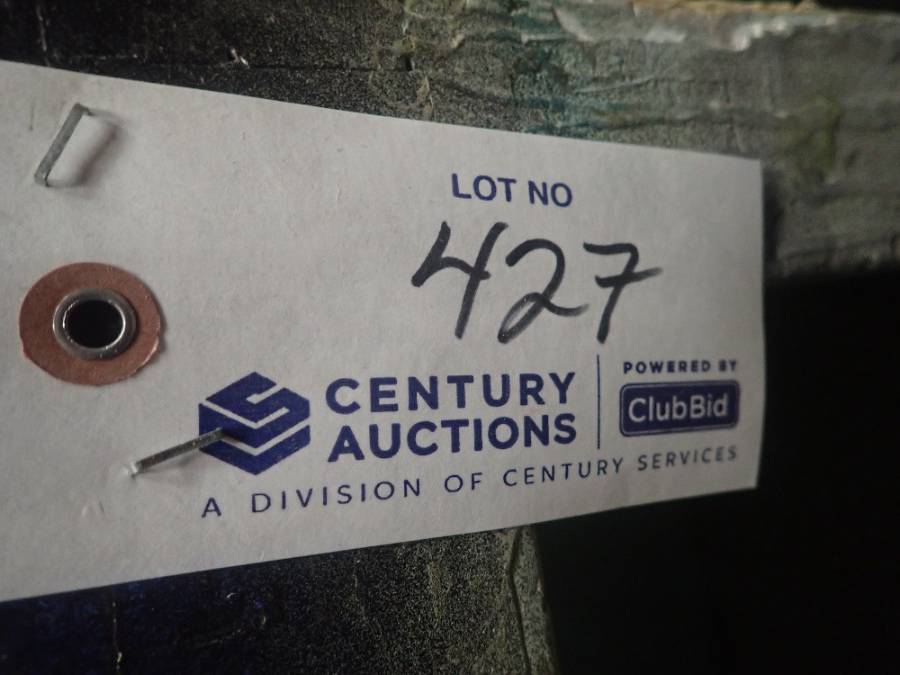 LOT NO
427
CENTURY
AUCTIONS
POWERED BY
ClubBid
A DIVISION OF CENTURY SERVICES